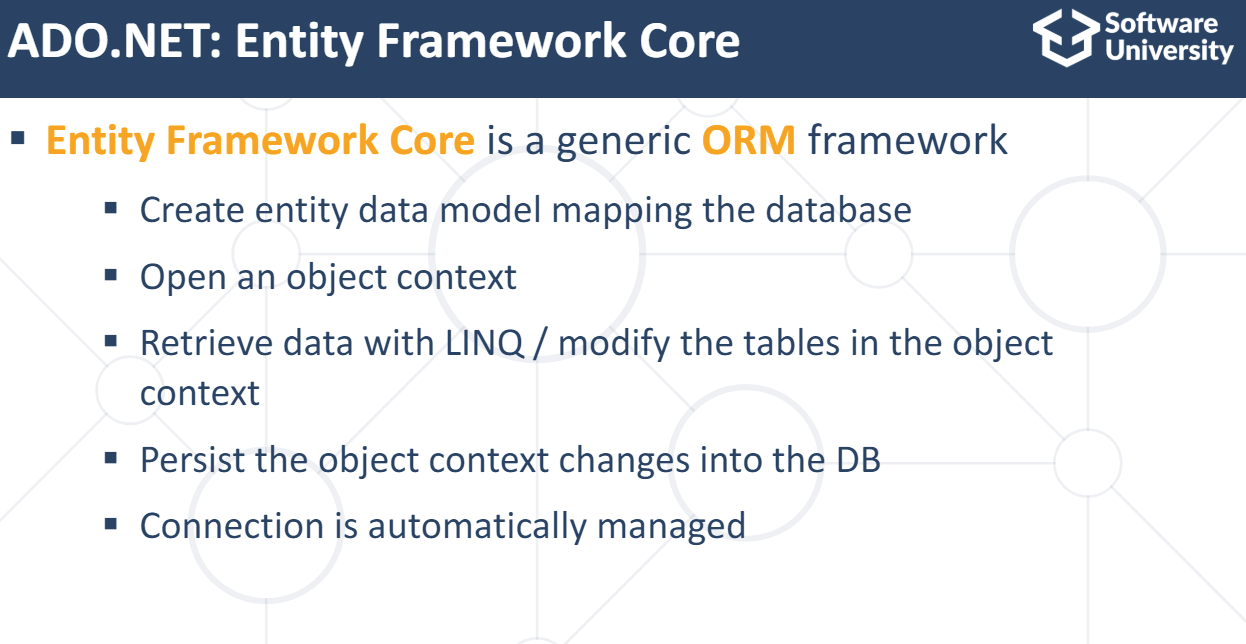 ADO.NET: Entity Framework Core
Software
University
▪ Entity Framework Core is a generic ORM framework
▪ Create entity data model mapping the database
▪ Open an object context
▪ Retrieve data with LINQ / modify the tables in the object
context
▪ Persist the object context changes into the DB
▪ Connection is automatically managed